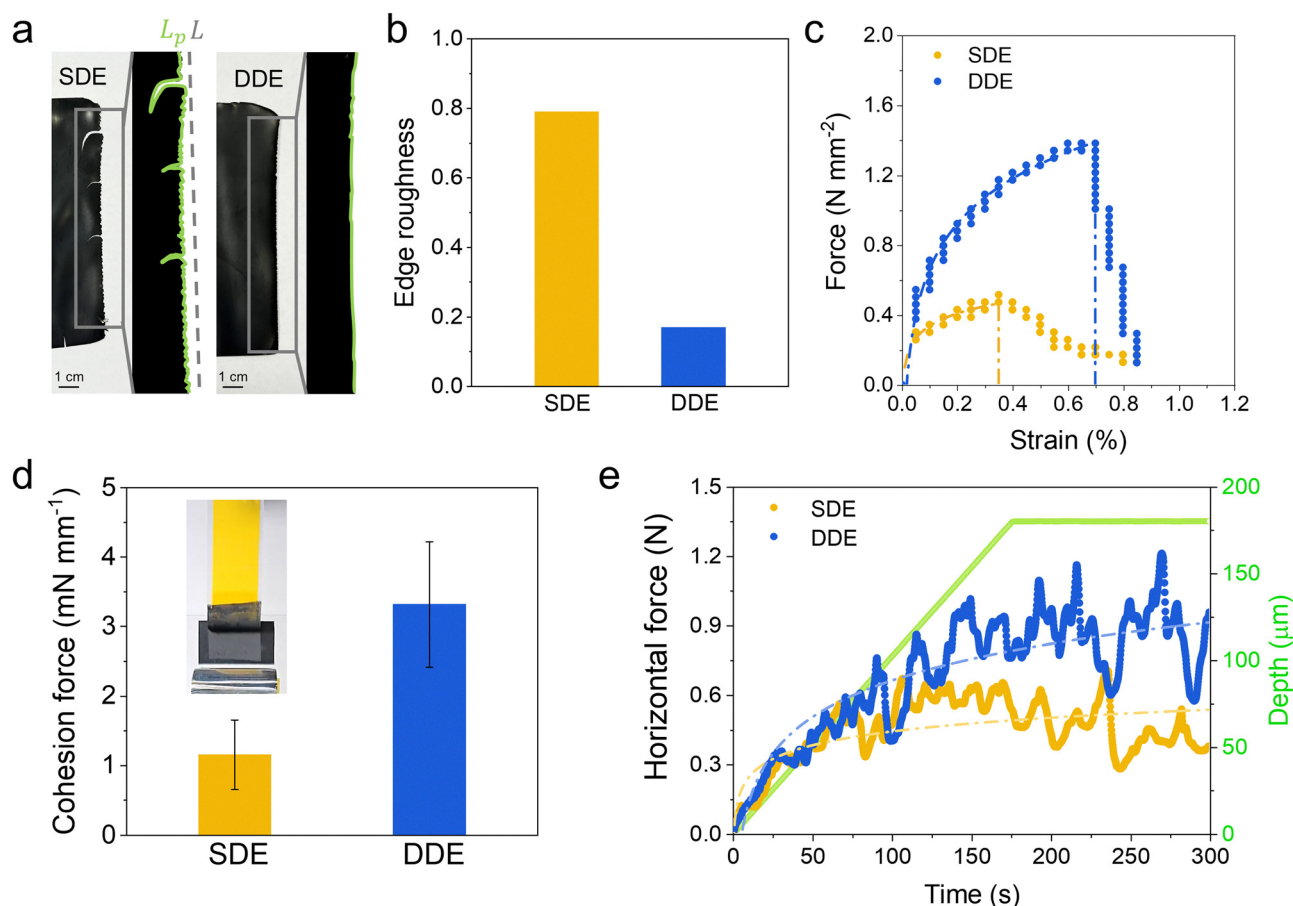 a
L_p L
SDE
DDE
1 cm
1 cm
b
1.0
0.8
0.6
0.4
0.2
0.0
Edge roughness
SDE
DDE
c
SDE
DDE
2.0
1.6
1.2
0.8
0.4
0.0
Force (N mm⁻²)
0.0 0.2 0.4 0.6 0.8 1.0 1.2
Strain (%)
d
5
4
3
2
1
0
Cohesion force (mN mm⁻¹)
SDE
DDE
e
SDE
DDE
1.5
1.2
0.9
0.6
0.3
0.0
Horizontal force (N)
200
150
100
50
0
Depth (μm)
0 50 100 150 200 250 300
Time (s)